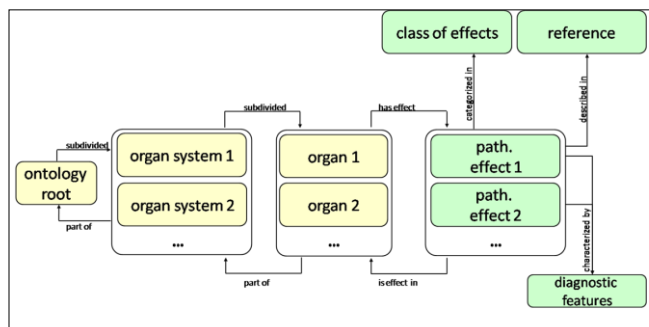 class of effects
reference
categorized in
described in
subdivided
has effect
subdivided
organ system 1
organ 1
path.
effect 1
ontology
root
organ system 2
organ 2
path.
effect 2
part of
...
...
...
characterized by
part of
is effect in
diagnostic
features